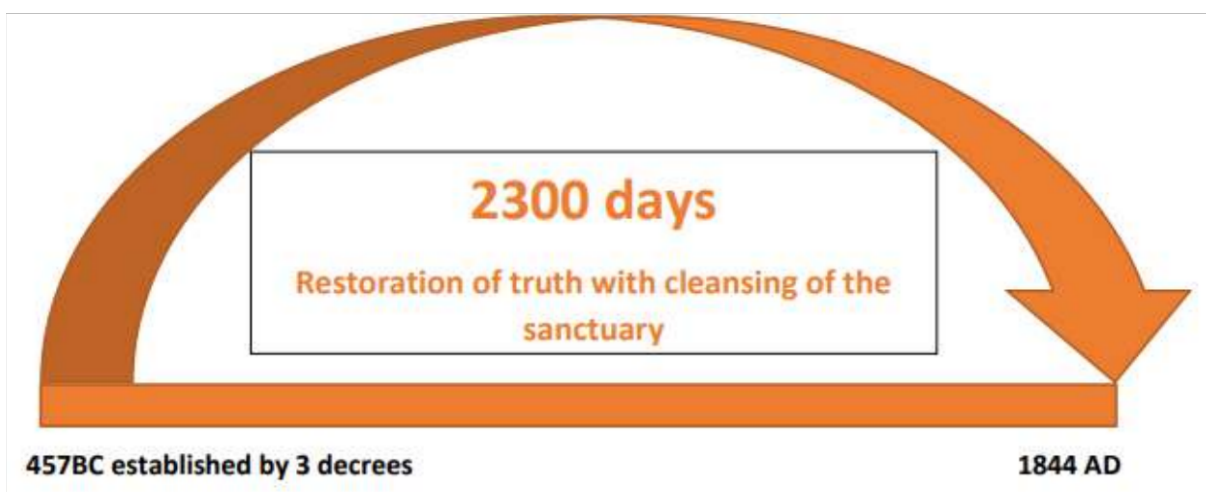 2300 days
Restoration of truth with cleansing of the
sanctuary
457BC established by 3 decrees
1844 AD